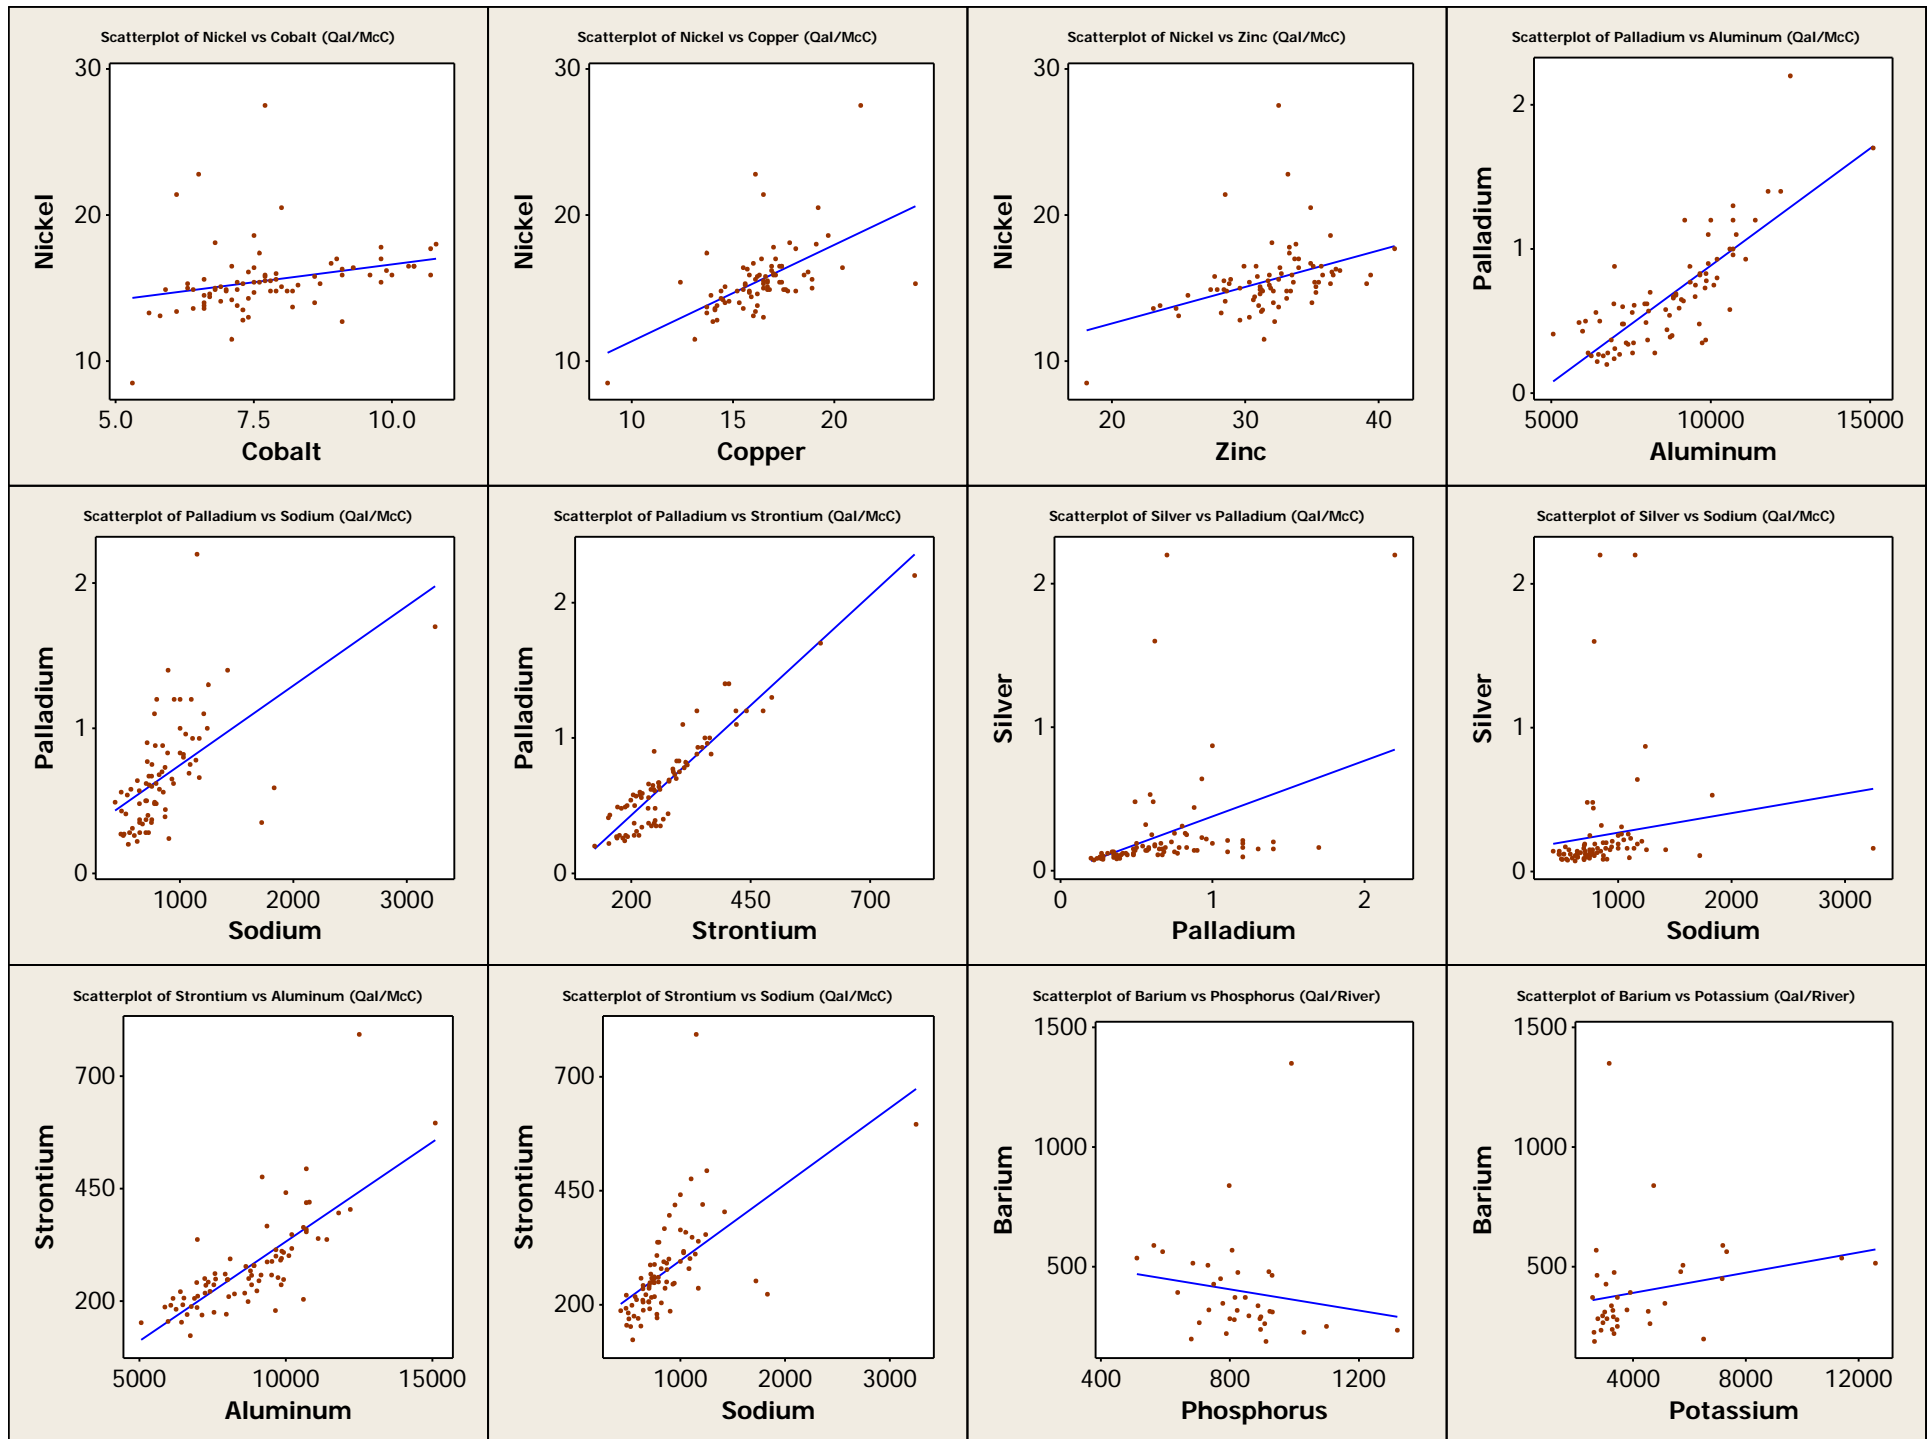 Scatterplot of Nickel vs Cobalt (Qal/McC)
30
20
10
Nickel
5.0 7.5 10.0
Cobalt
Scatterplot of Nickel vs Copper (Qal/McC)
30
20
10
Nickel
10 15 20
Copper
Scatterplot of Nickel vs Zinc (Qal/McC)
30
20
10
Nickel
20 30 40
Zinc
Scatterplot of Palladium vs Aluminum (Qal/McC)
2
1
0
Palladium
5000 10000 15000
Aluminum
Scatterplot of Palladium vs Sodium (Qal/McC)
2
1
0
Palladium
1000 2000 3000
Sodium
Scatterplot of Palladium vs Strontium (Qal/McC)
2
1
0
Palladium
200 450 700
Strontium
Scatterplot of Silver vs Palladium (Qal/McC)
2
1
0
Silver
0 1 2
Palladium
Scatterplot of Silver vs Sodium (Qal/McC)
2
1
0
Silver
1000 2000 3000
Sodium
Scatterplot of Strontium vs Aluminum (Qal/McC)
700
450
200
Strontium
5000 10000 15000
Aluminum
Scatterplot of Strontium vs Sodium (Qal/McC)
700
450
200
Strontium
1000 2000 3000
Sodium
Scatterplot of Barium vs Phosphorus (Qal/River)
1500
1000
500
Barium
400 800 1200
Phosphorus
Scatterplot of Barium vs Potassium (Qal/River)
1500
1000
500
Barium
4000 8000 12000
Potassium